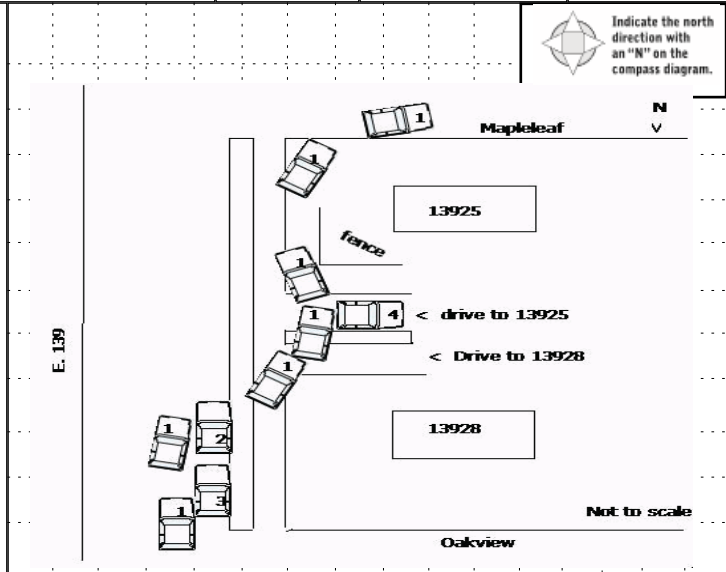 Indicate the north
direction with
an "N" on the
compass diagram.
N
1
Mapleleaf
V
1
13925
fence
1
1
4
< drive to 13925
E. 139
< Drive to 13928
1
1
2
13928
3
1
Not to scale
Oakview